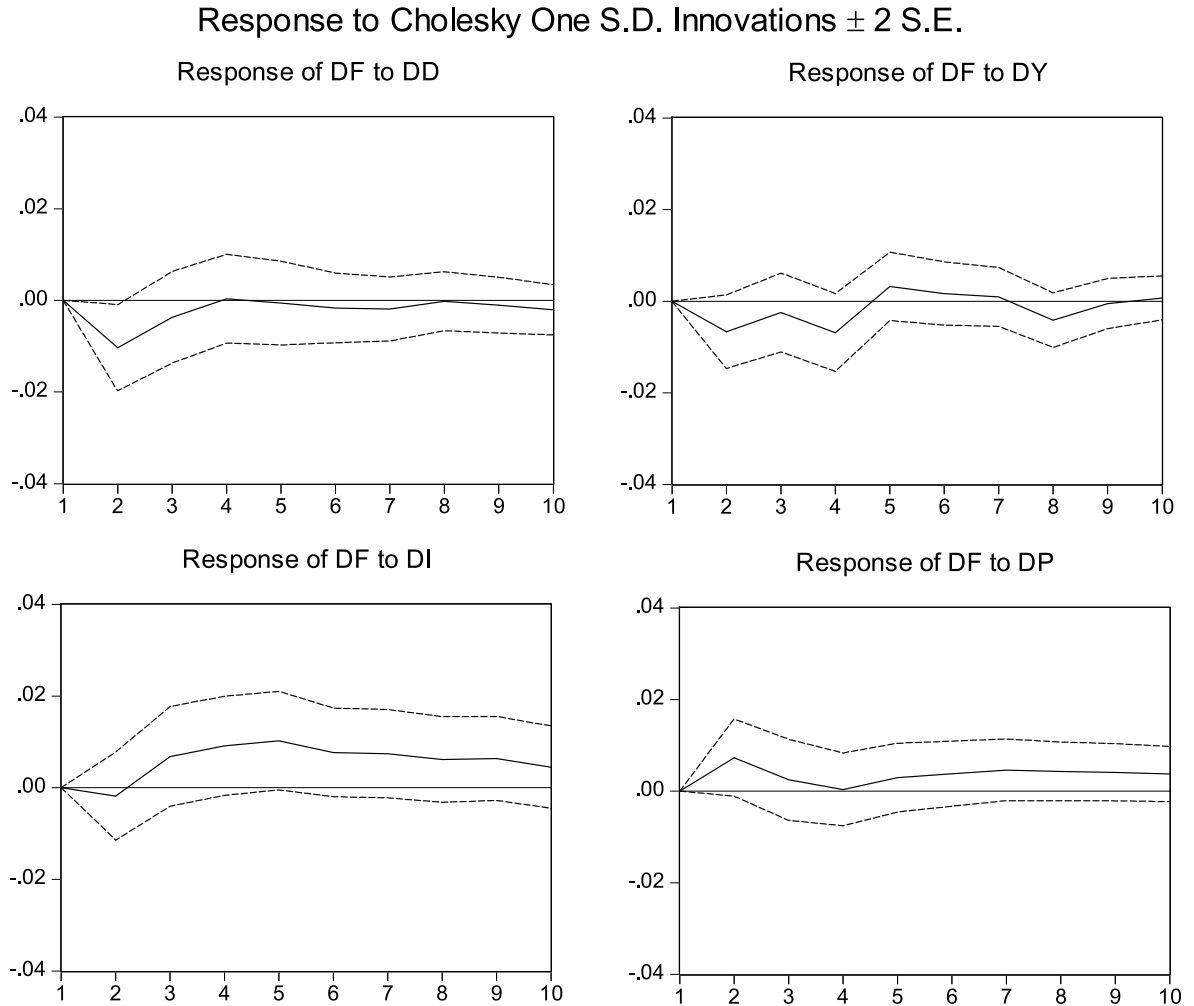 Response to Cholesky One S.D. Innovations ± 2 S.E.
Response of DF to DD
.04
.02
.00
-.02
-.04
1 2 3 4 5 6 7 8 9 10
Response of DF to DY
.04
.02
.00
-.02
-.04
1 2 3 4 5 6 7 8 9 10
Response of DF to DI
.04
.02
.00
-.02
-.04
1 2 3 4 5 6 7 8 9 10
Response of DF to DP
.04
.02
.00
-.02
-.04
1 2 3 4 5 6 7 8 9 10